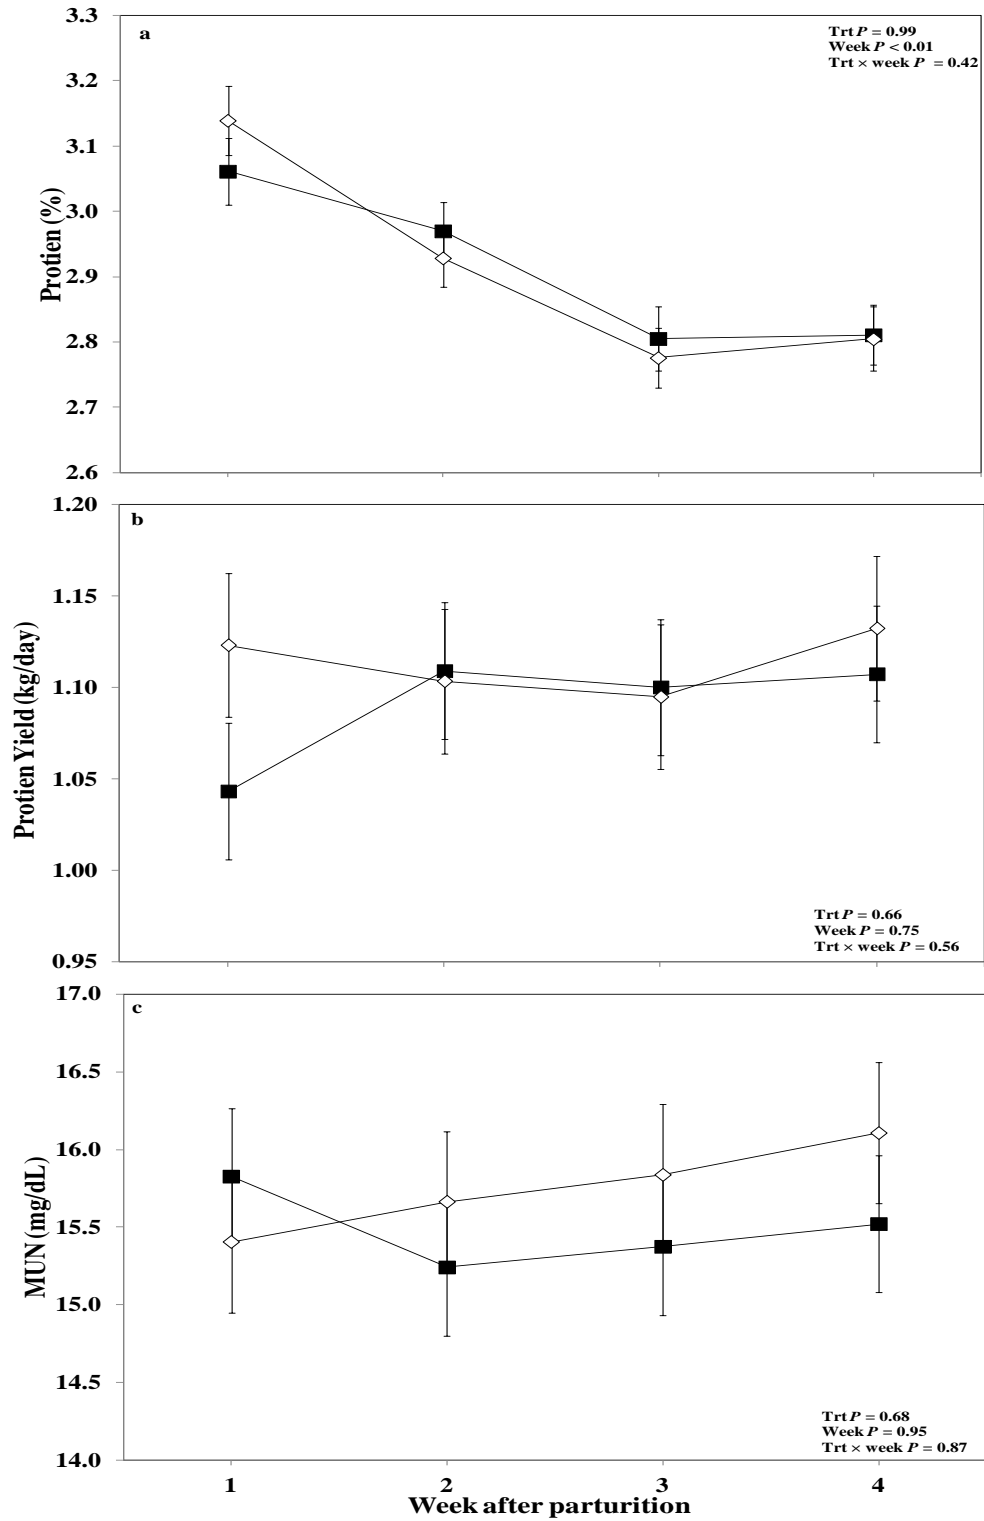 a
Trt P = 0.99
Week P < 0.01
Trt × week P = 0.42
3.3
3.2
3.1
3.0
2.9
2.8
2.7
2.6
Protien (%)
b
1.20
1.15
1.10
1.05
1.00
0.95
Protien Yield (kg/day)
Trt P = 0.66
Week P = 0.75
Trt × week P = 0.56
c
17.0
16.5
16.0
15.5
15.0
14.5
14.0
MUN (mg/dL)
Trt P = 0.68
Week P = 0.95
Trt × week P = 0.87
1 2 3 4
Week after parturition